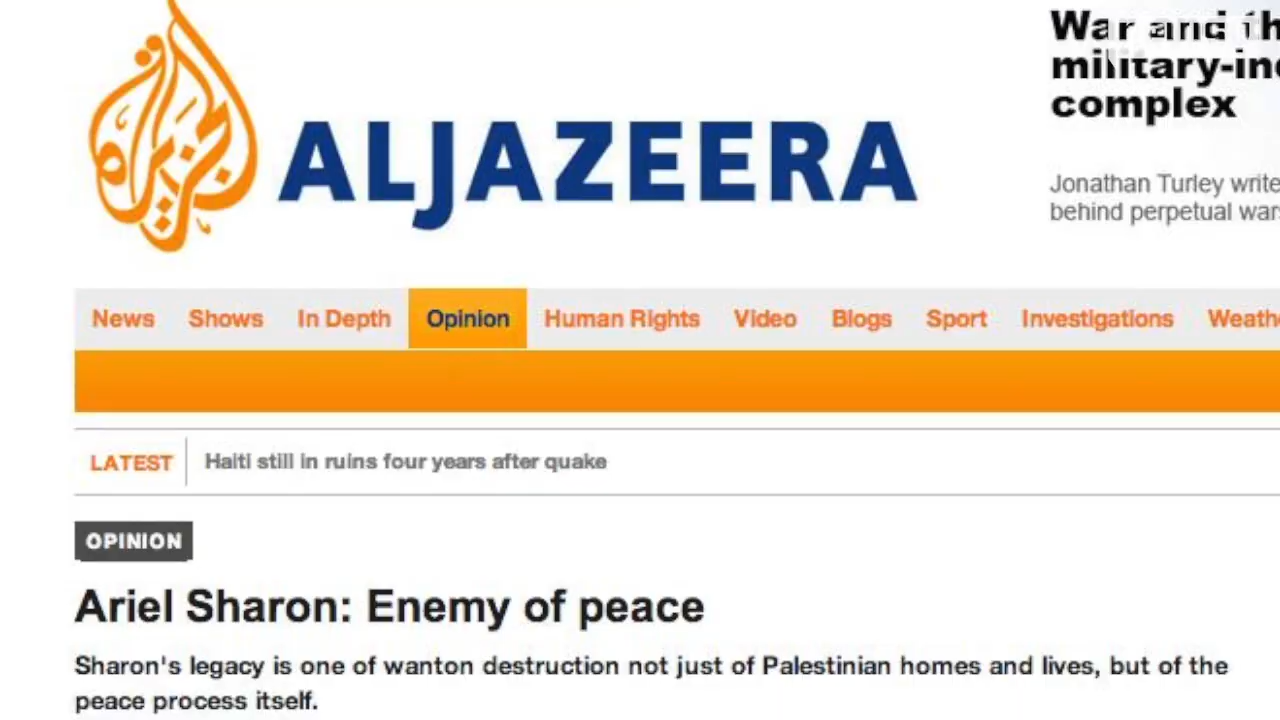 War and th
military-in
complex
الجزيرة
ALJAZEERA
Jonathan Turley write
behind perpetual wars
News Shows In Depth Opinion Human Rights Video Blogs Sport Investigations Weathe
LATEST Haiti still in ruins four years after quake
OPINION
Ariel Sharon: Enemy of peace
Sharon's legacy is one of wanton destruction not just of Palestinian homes and lives, but of the
peace process itself.